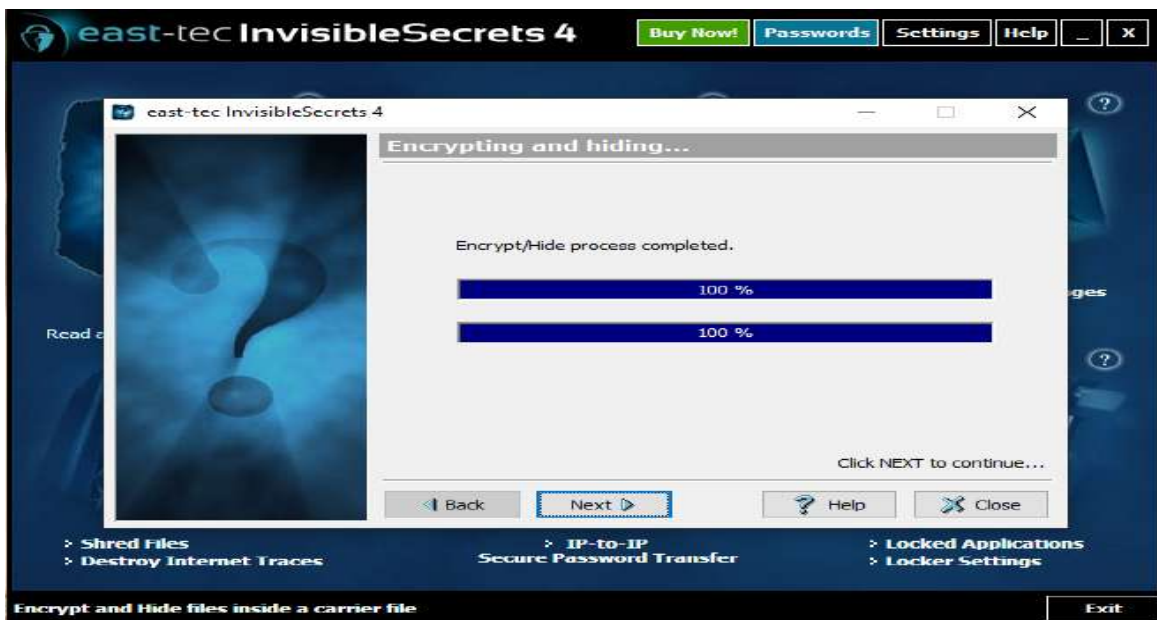 east-tec InvisibleSecrets 4
Buy Now! Passwords Settings Help _ X
east-tec InvisibleSecrets 4
Encrypting and hiding...
Encrypt/Hide process completed.
100 %
100 %
Click NEXT to continue...
Back Next Help Close
Read
> Shred Files
> Destroy Internet Traces
> IP-to-IP
Secure Password Transfer
> Locked Applications
> Locker Settings
Encrypt and Hide files inside a carrier file
Exit